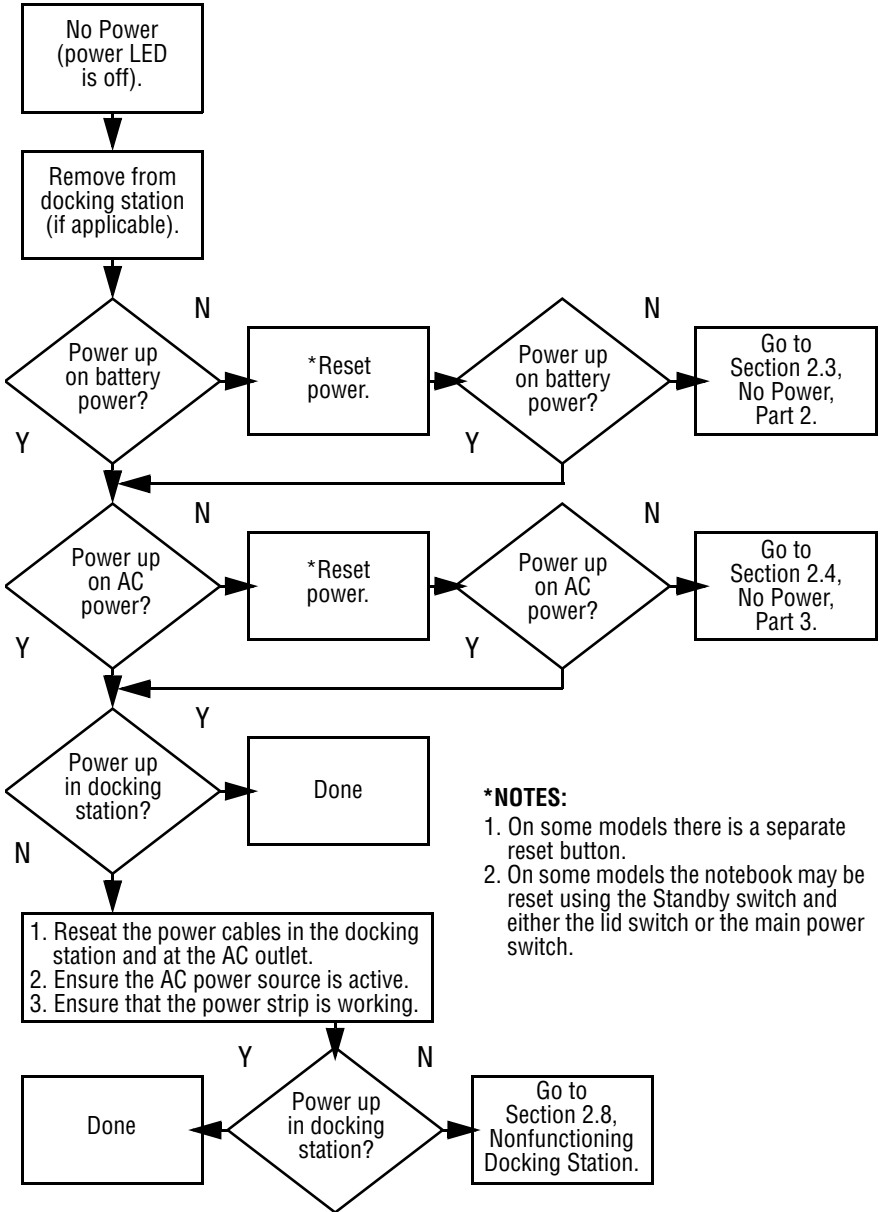 No Power
(power LED
is off).
Remove from
docking station
(if applicable).
N
Power up
on battery
power?
Y
*Reset
power.
N
Power up
on battery
power?
Y
Go to
Section 2.3,
No Power,
Part 2.
N
Power up
on AC
power?
Y
*Reset
power.
N
Power up
on AC
power?
Y
Go to
Section 2.4,
No Power,
Part 3.
Y
Power up
in docking
station?
N
Done
*NOTES:
1. On some models there is a separate
reset button.
2. On some models the notebook may be
reset using the Standby switch and
either the lid switch or the main power
switch.
1. Reseat the power cables in the docking
station and at the AC outlet.
2. Ensure the AC power source is active.
3. Ensure that the power strip is working.
Y
N
Done
Power up
in docking
station?
Go to
Section 2.8,
Nonfunctioning
Docking Station.